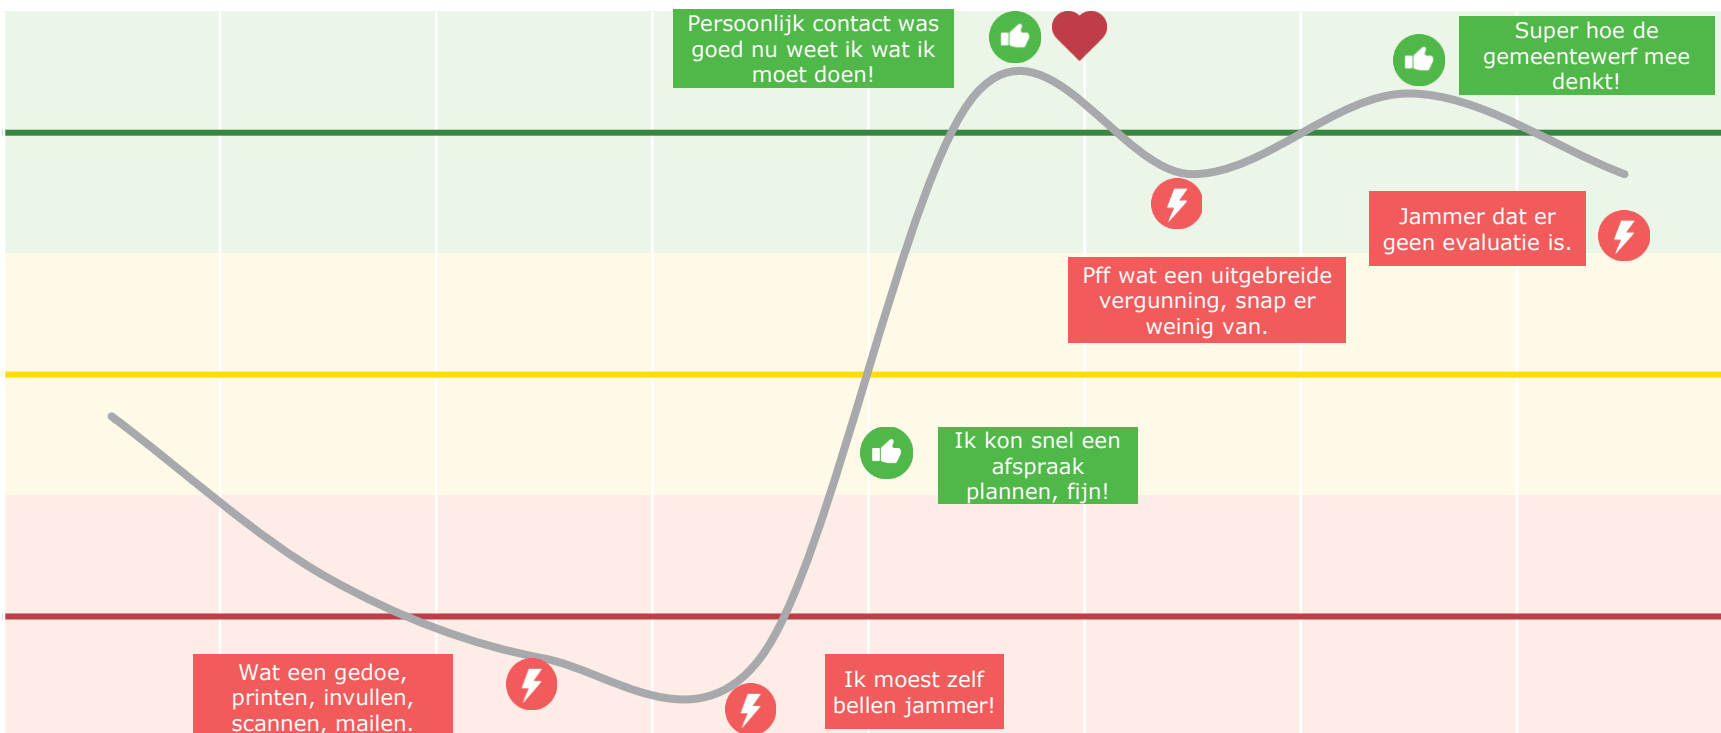 Persoonlijk contact was
goed nu weet ik wat ik
moet doen!
Super hoe de
gemeentewerf mee
denkt!
Jammer dat er
geen evaluatie is.
Pff wat een uitgebreide
vergunning, snap er
weinig van.
Ik kon snel een
afspraak
plannen, fijn!
Wat een gedoe,
printen, invullen,
scannen, mailen.
Ik moest zelf
bellen jammer!